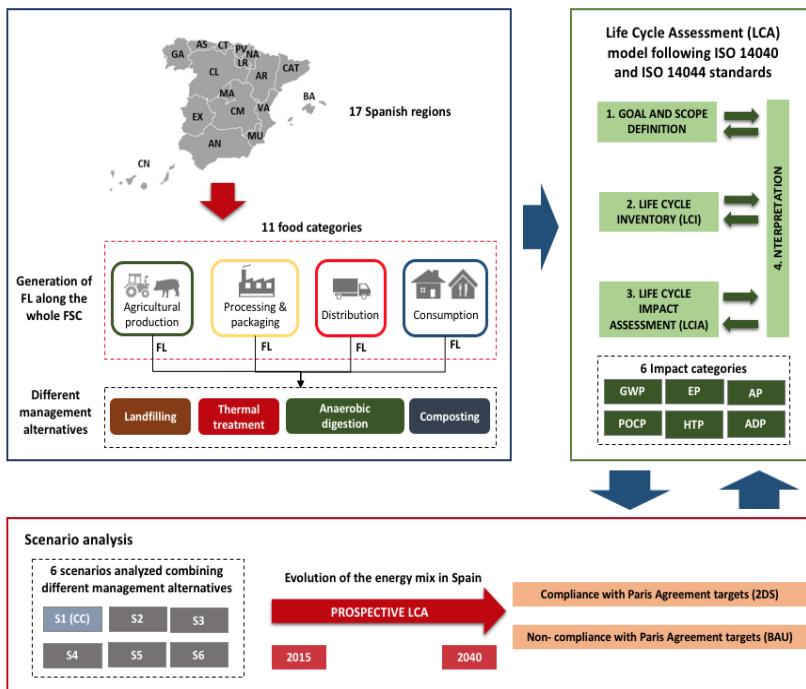 GA
AS
CT
PV
NA
LR
CL
AR
CAT
MA
BA
EX
CM
VA
MU
AN
CN
17 Spanish regions
11 food categories
Generation of
FL along the
whole FSC
Agricultural
production
Processing &
packaging
Distribution
Consumption
FL
FL
FL
FL
Different
management
alternatives
Landfilling
Thermal
treatment
Anaerobic
digestion
Composting
Life Cycle Assessment (LCA)
model following ISO 14040
and ISO 14044 standards
1. GOAL AND SCOPE
DEFINITION
2. LIFE CYCLE
INVENTORY (LCI)
3. LIFE CYCLE
IMPACT
ASSESSMENT (LCIA)
4. NTERPRETATION
6 Impact categories
GWP
EP
AP
POCP
HTP
ADP
Scenario analysis
6 scenarios analyzed combining
different management alternatives
S1 (CC)
S2
S3
S4
S5
S6
Evolution of the energy mix in Spain
PROSPECTIVE LCA
2015
2040
Compliance with Paris Agreement targets (2DS)
Non- compliance with Paris Agreement targets (BAU)